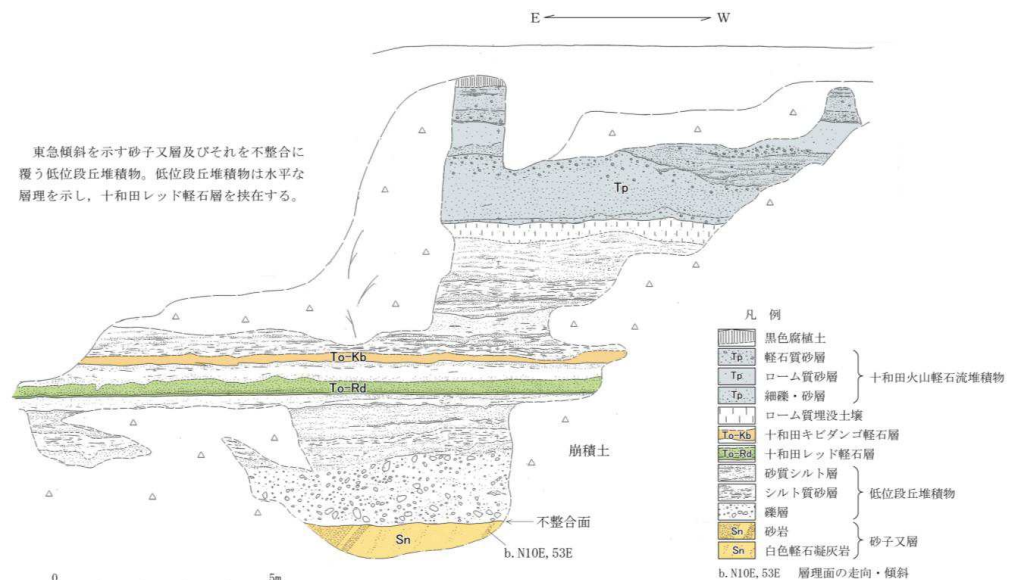 E W
東急傾斜を示す砂子又層及びそれを不整合に
覆う低位段丘堆積物。低位段丘堆積物は水平な
層理を示し，十和田レッド軽石層を挟在する。
Tp
To-Kb
To-Rd
崩積土
不整合面
Sn
b. N10E, 53E
0 5m
凡 例
黒色腐植土
Tp 軽石質砂層
Tp ローム質砂層
Tp 細礫・砂層
十和田火山軽石流堆積物
ローム質埋没土壌
To-Kb 十和田キビダンゴ軽石層
To-Rd 十和田レッド軽石層
砂質シルト層
シルト質砂層
礫層
低位段丘堆積物
Sn 砂岩
Sn 白色軽石凝灰岩
砂子又層
b. N10E, 53E 層理面の走向・傾斜